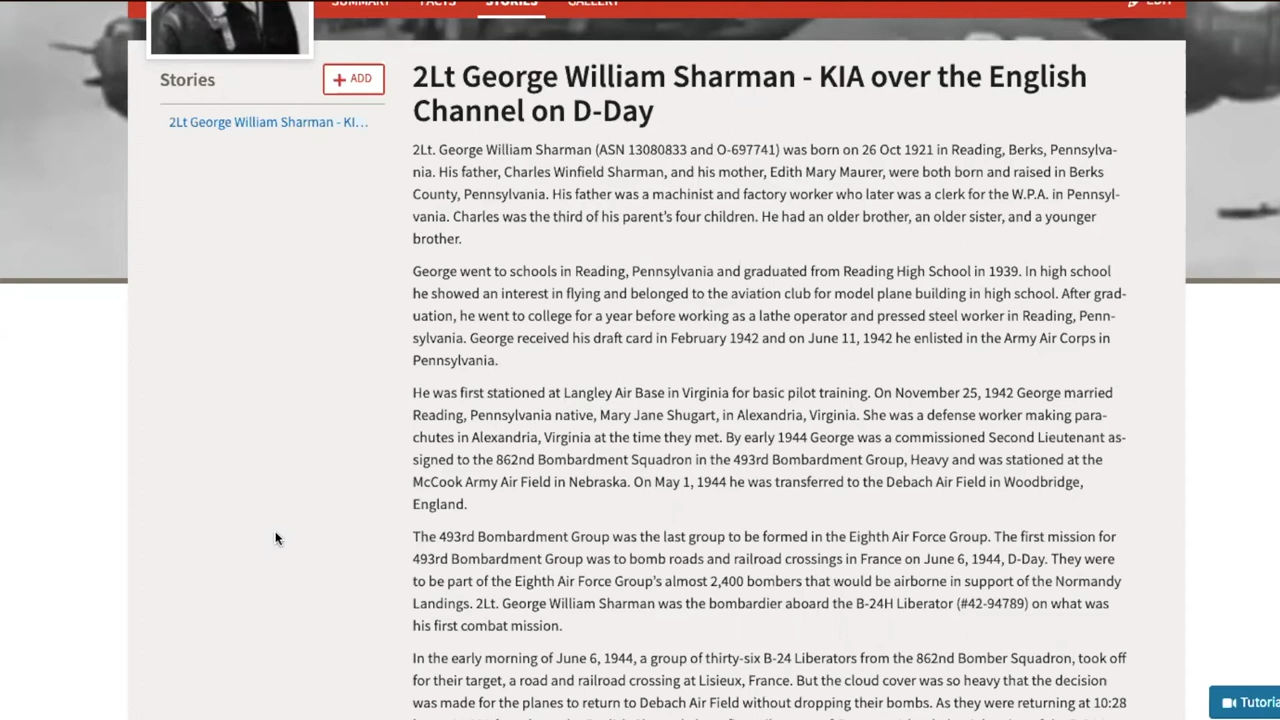 SUMMARY FACTS STORIES GALLERY EDIT
Stories
+ ADD
2Lt George William Sharman - KI...
2Lt George William Sharman - KIA over the English
Channel on D-Day
2Lt. George William Sharman (ASN 13080833 and O-697741) was born on 26 Oct 1921 in Reading, Berks, Pennsylva-
nia. His father, Charles Winfield Sharman, and his mother, Edith Mary Maurer, were both born and raised in Berks
County, Pennsylvania. His father was a machinist and factory worker who later was a clerk for the W.P.A. in Pennsyl-
vania. Charles was the third of his parent's four children. He had an older brother, an older sister, and a younger
brother.
George went to schools in Reading, Pennsylvania and graduated from Reading High School in 1939. In high school
he showed an interest in flying and belonged to the aviation club for model plane building in high school. After grad-
uation, he went to college for a year before working as a lathe operator and pressed steel worker in Reading, Penn-
sylvania. George received his draft card in February 1942 and on June 11, 1942 he enlisted in the Army Air Corps in
Pennsylvania.
He was first stationed at Langley Air Base in Virginia for basic pilot training. On November 25, 1942 George married
Reading, Pennsylvania native, Mary Jane Shugart, in Alexandria, Virginia. She was a defense worker making para-
chutes in Alexandria, Virginia at the time they met. By early 1944 George was a commissioned Second Lieutenant as-
signed to the 862nd Bombardment Squadron in the 493rd Bombardment Group, Heavy and was stationed at the
McCook Army Air Field in Nebraska. On May 1, 1944 he was transferred to the Debach Air Field in Woodbridge,
England.
The 493rd Bombardment Group was the last group to be formed in the Eighth Air Force Group. The first mission for
493rd Bombardment Group was to bomb roads and railroad crossings in France on June 6, 1944, D-Day. They were
to be part of the Eighth Air Force Group's almost 2,400 bombers that would be airborne in support of the Normandy
Landings. 2Lt. George William Sharman was the bombardier aboard the B-24H Liberator (#42-94789) on what was
his first combat mission.
In the early morning of June 6, 1944, a group of thirty-six B-24 Liberators from the 862nd Bomber Squadron, took off
for their target, a road and railroad crossing at Lisieux, France. But the cloud cover was so heavy that the decision
was made for the planes to return to Debach Air Field without dropping their bombs. As they were returning at 10:28
Tutoria